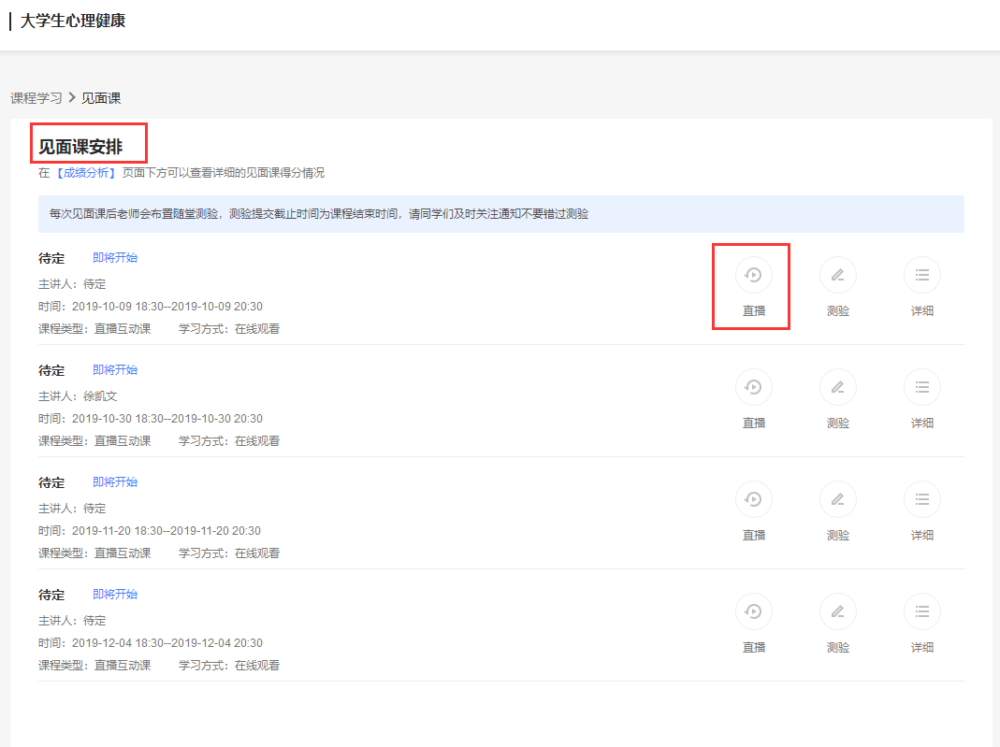 大学生心理健康
课程学习 > 见面课
见面课安排
在【成绩分析】页面下方可以查看详细的见面课得分情况
每次见面课后老师会布置随堂测验，测验提交截止时间为课程结束时间，请同学们及时关注通知不要错过测验
待定 即将开始
主讲人：待定
时间：2019-10-09 18:30--2019-10-09 20:30
课程类型：直播互动课 学习方式：在线观看
直播 测验 详细
待定 即将开始
主讲人：徐凯文
时间：2019-10-30 18:30--2019-10-30 20:30
课程类型：直播互动课 学习方式：在线观看
直播 测验 详细
待定 即将开始
主讲人：待定
时间：2019-11-20 18:30--2019-11-20 20:30
课程类型：直播互动课 学习方式：在线观看
直播 测验 详细
待定 即将开始
主讲人：待定
时间：2019-12-04 18:30--2019-12-04 20:30
课程类型：直播互动课 学习方式：在线观看
直播 测验 详细